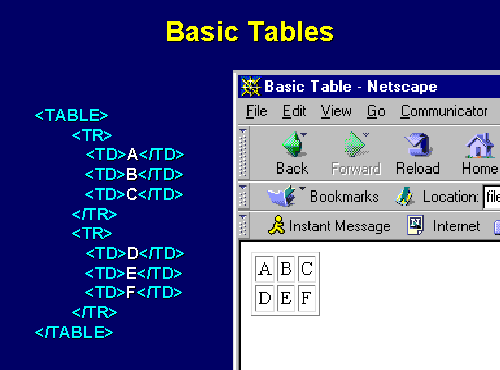 Basic Tables
<TABLE>
<TR>
<TD>A</TD>
<TD>B</TD>
<TD>C</TD>
</TR>
<TR>
<TD>D</TD>
<TD>E</TD>
<TD>F</TD>
</TR>
</TABLE>
Basic Table - Netscape
File Edit View Go Communicator
Back Forward Reload Home
Bookmarks Location: file
Instant Message Internet
A B C
D E F